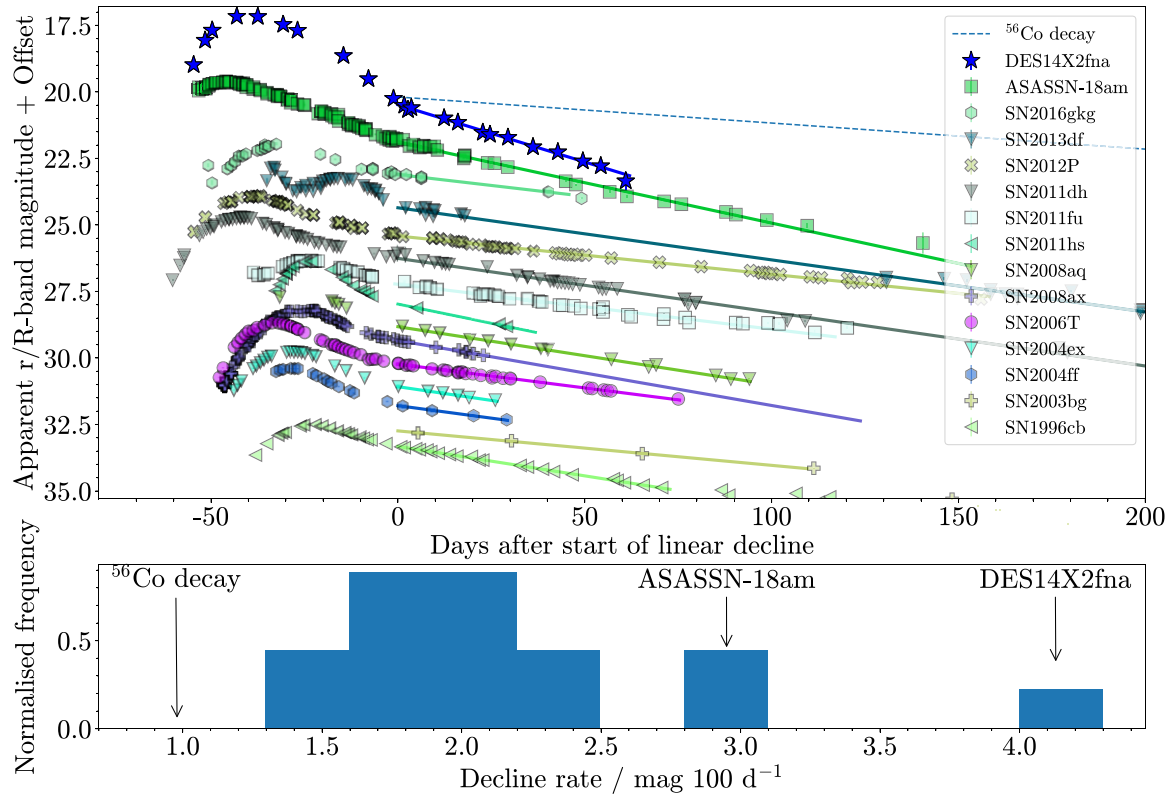 17.5
20.0
22.5
25.0
27.5
30.0
32.5
35.0
Apparent r/R-band magnitude + Offset
⁵⁶Co decay
DES14X2fna
ASASSN-18am
SN2016gkg
SN2013df
SN2012P
SN2011dh
SN2011fu
SN2011hs
SN2008aq
SN2008ax
SN2006T
SN2004ex
SN2004ff
SN2003bg
SN1996cb
-50 0 50 100 150 200
Days after start of linear decline
Normalised frequency
0.5
0.0
⁵⁶Co decay
ASASSN-18am
DES14X2fna
1.0 1.5 2.0 2.5 3.0 3.5 4.0
Decline rate / mag 100 d⁻¹